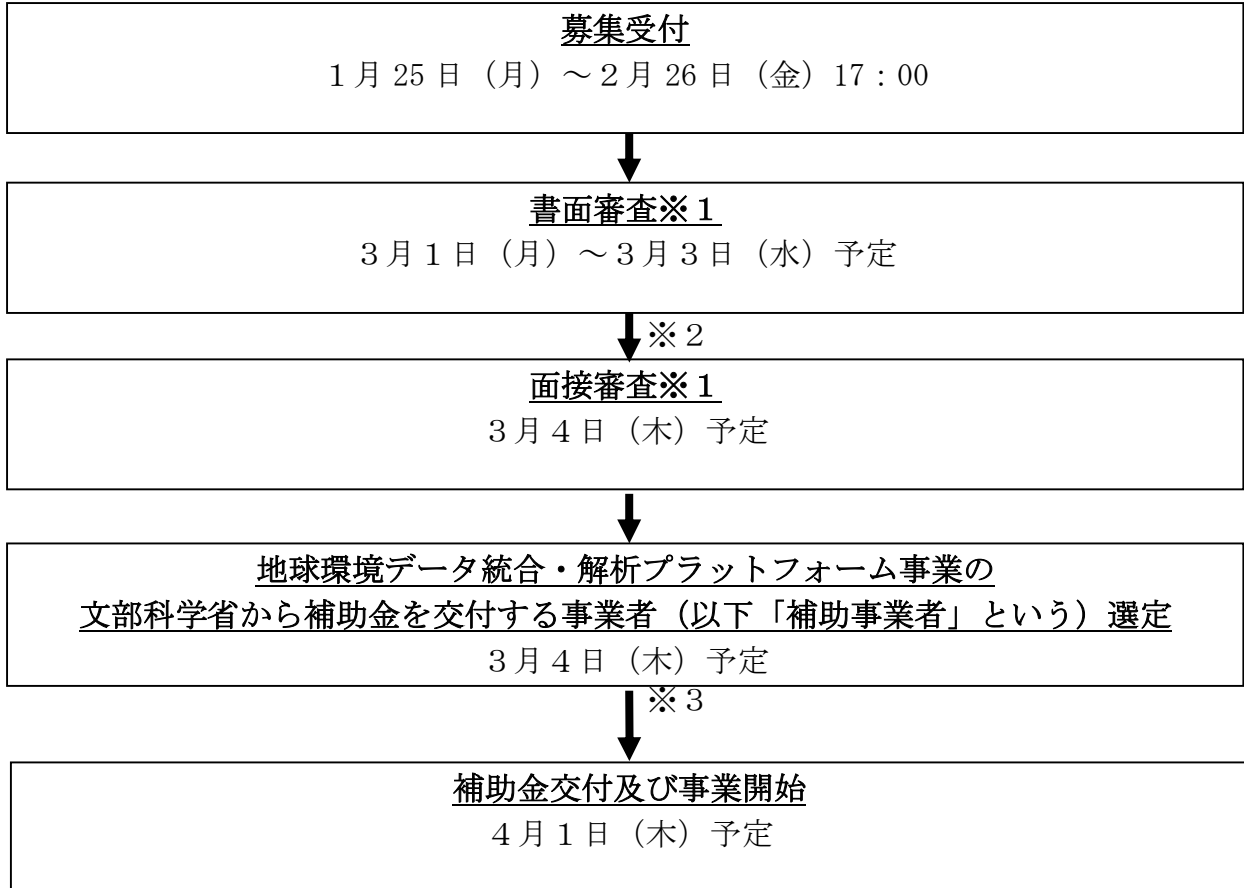 募集受付
１月 25 日（月）～２月 26 日（金）17：00
書面審査※１
３月１日（月）～３月３日（水）予定
※２
面接審査※１
３月４日（木）予定
地球環境データ統合・解析プラットフォーム事業の
文部科学省から補助金を交付する事業者（以下「補助事業者」という）選定
３月４日（木）予定
※３
補助金交付及び事業開始
４月１日（木）予定